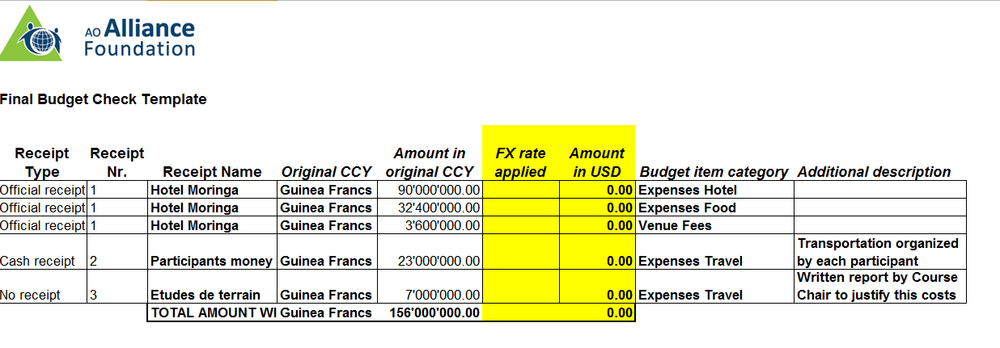 AO Alliance
Foundation
Final Budget Check Template
Receipt Type Receipt Nr. Receipt Name Original CCY Amount in original CCY FX rate applied Amount in USD Budget item category Additional description
Official receipt 1 Hotel Moringa Guinea Francs 90'000'000.00 0.00 Expenses Hotel
Official receipt 1 Hotel Moringa Guinea Francs 32'400'000.00 0.00 Expenses Food
Official receipt 1 Hotel Moringa Guinea Francs 3'600'000.00 0.00 Venue Fees
Cash receipt 2 Participants money Guinea Francs 23'000'000.00 0.00 Expenses Travel Transportation organized by each participant
No receipt 3 Etudes de terrain Guinea Francs 7'000'000.00 0.00 Expenses Travel Written report by Course Chair to justify this costs
TOTAL AMOUNT WI Guinea Francs 156'000'000.00 0.00